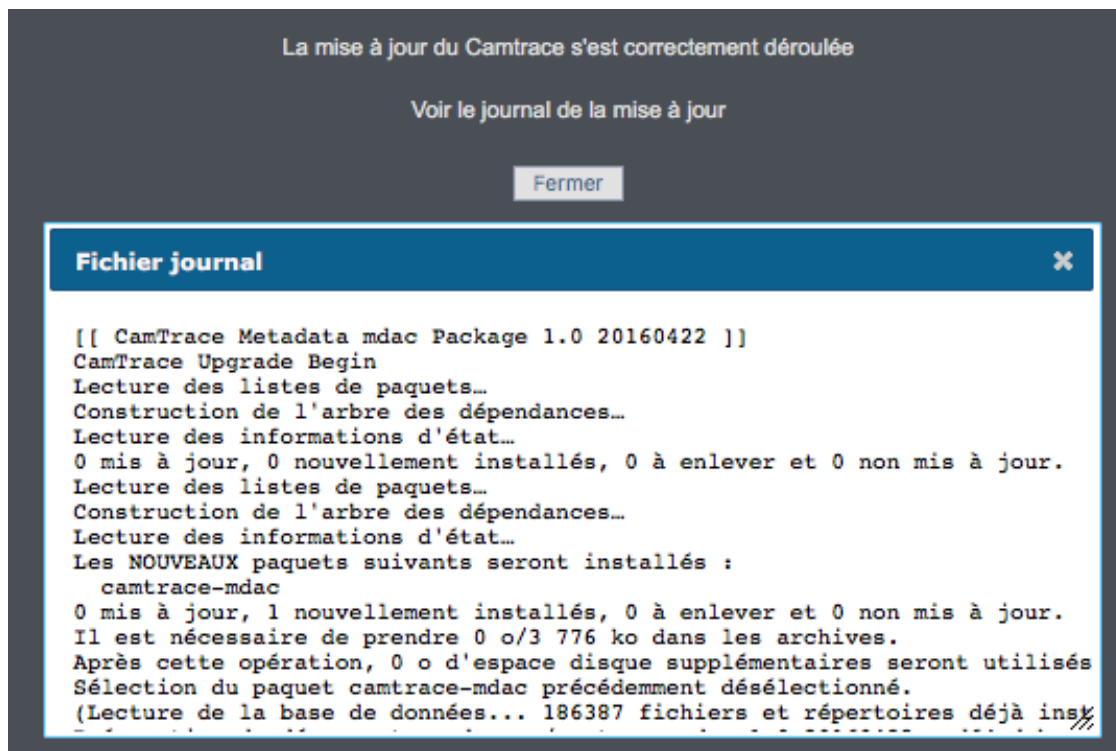 La mise à jour du Camtrace s'est correctement déroulée
Voir le journal de la mise à jour
Fermer
Fichier journal
[[ CamTrace Metadata mdac Package 1.0 20160422 ]]
CamTrace Upgrade Begin
Lecture des listes de paquets…
Construction de l'arbre des dépendances…
Lecture des informations d'état…
0 mis à jour, 0 nouvellement installés, 0 à enlever et 0 non mis à jour.
Lecture des listes de paquets…
Construction de l'arbre des dépendances…
Lecture des informations d'état…
Les NOUVEAUX paquets suivants seront installés :
camtrace-mdac
0 mis à jour, 1 nouvellement installés, 0 à enlever et 0 non mis à jour.
Il est nécessaire de prendre 0 o/3 776 ko dans les archives.
Après cette opération, 0 o d'espace disque supplémentaires seront utilisés
Sélection du paquet camtrace-mdac précédemment désélectionné.
(Lecture de la base de données... 186387 fichiers et répertoires déjà inst